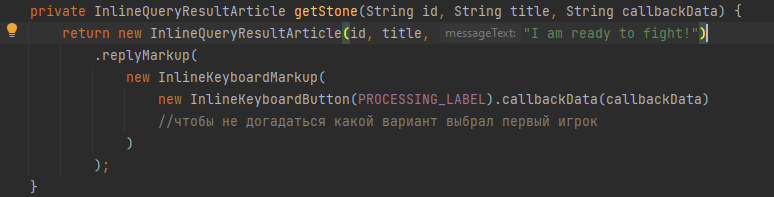 private InlineQueryResultArticle getStone(String id, String title, String callbackData) {
return new InlineQueryResultArticle(id, title, messageText: "I am ready to fight!")
.replyMarkup(
new InlineKeyboardMarkup(
new InlineKeyboardButton(PROCESSING_LABEL).callbackData(callbackData)
//чтобы не догадаться какой вариант выбрал первый игрок
)
);
}